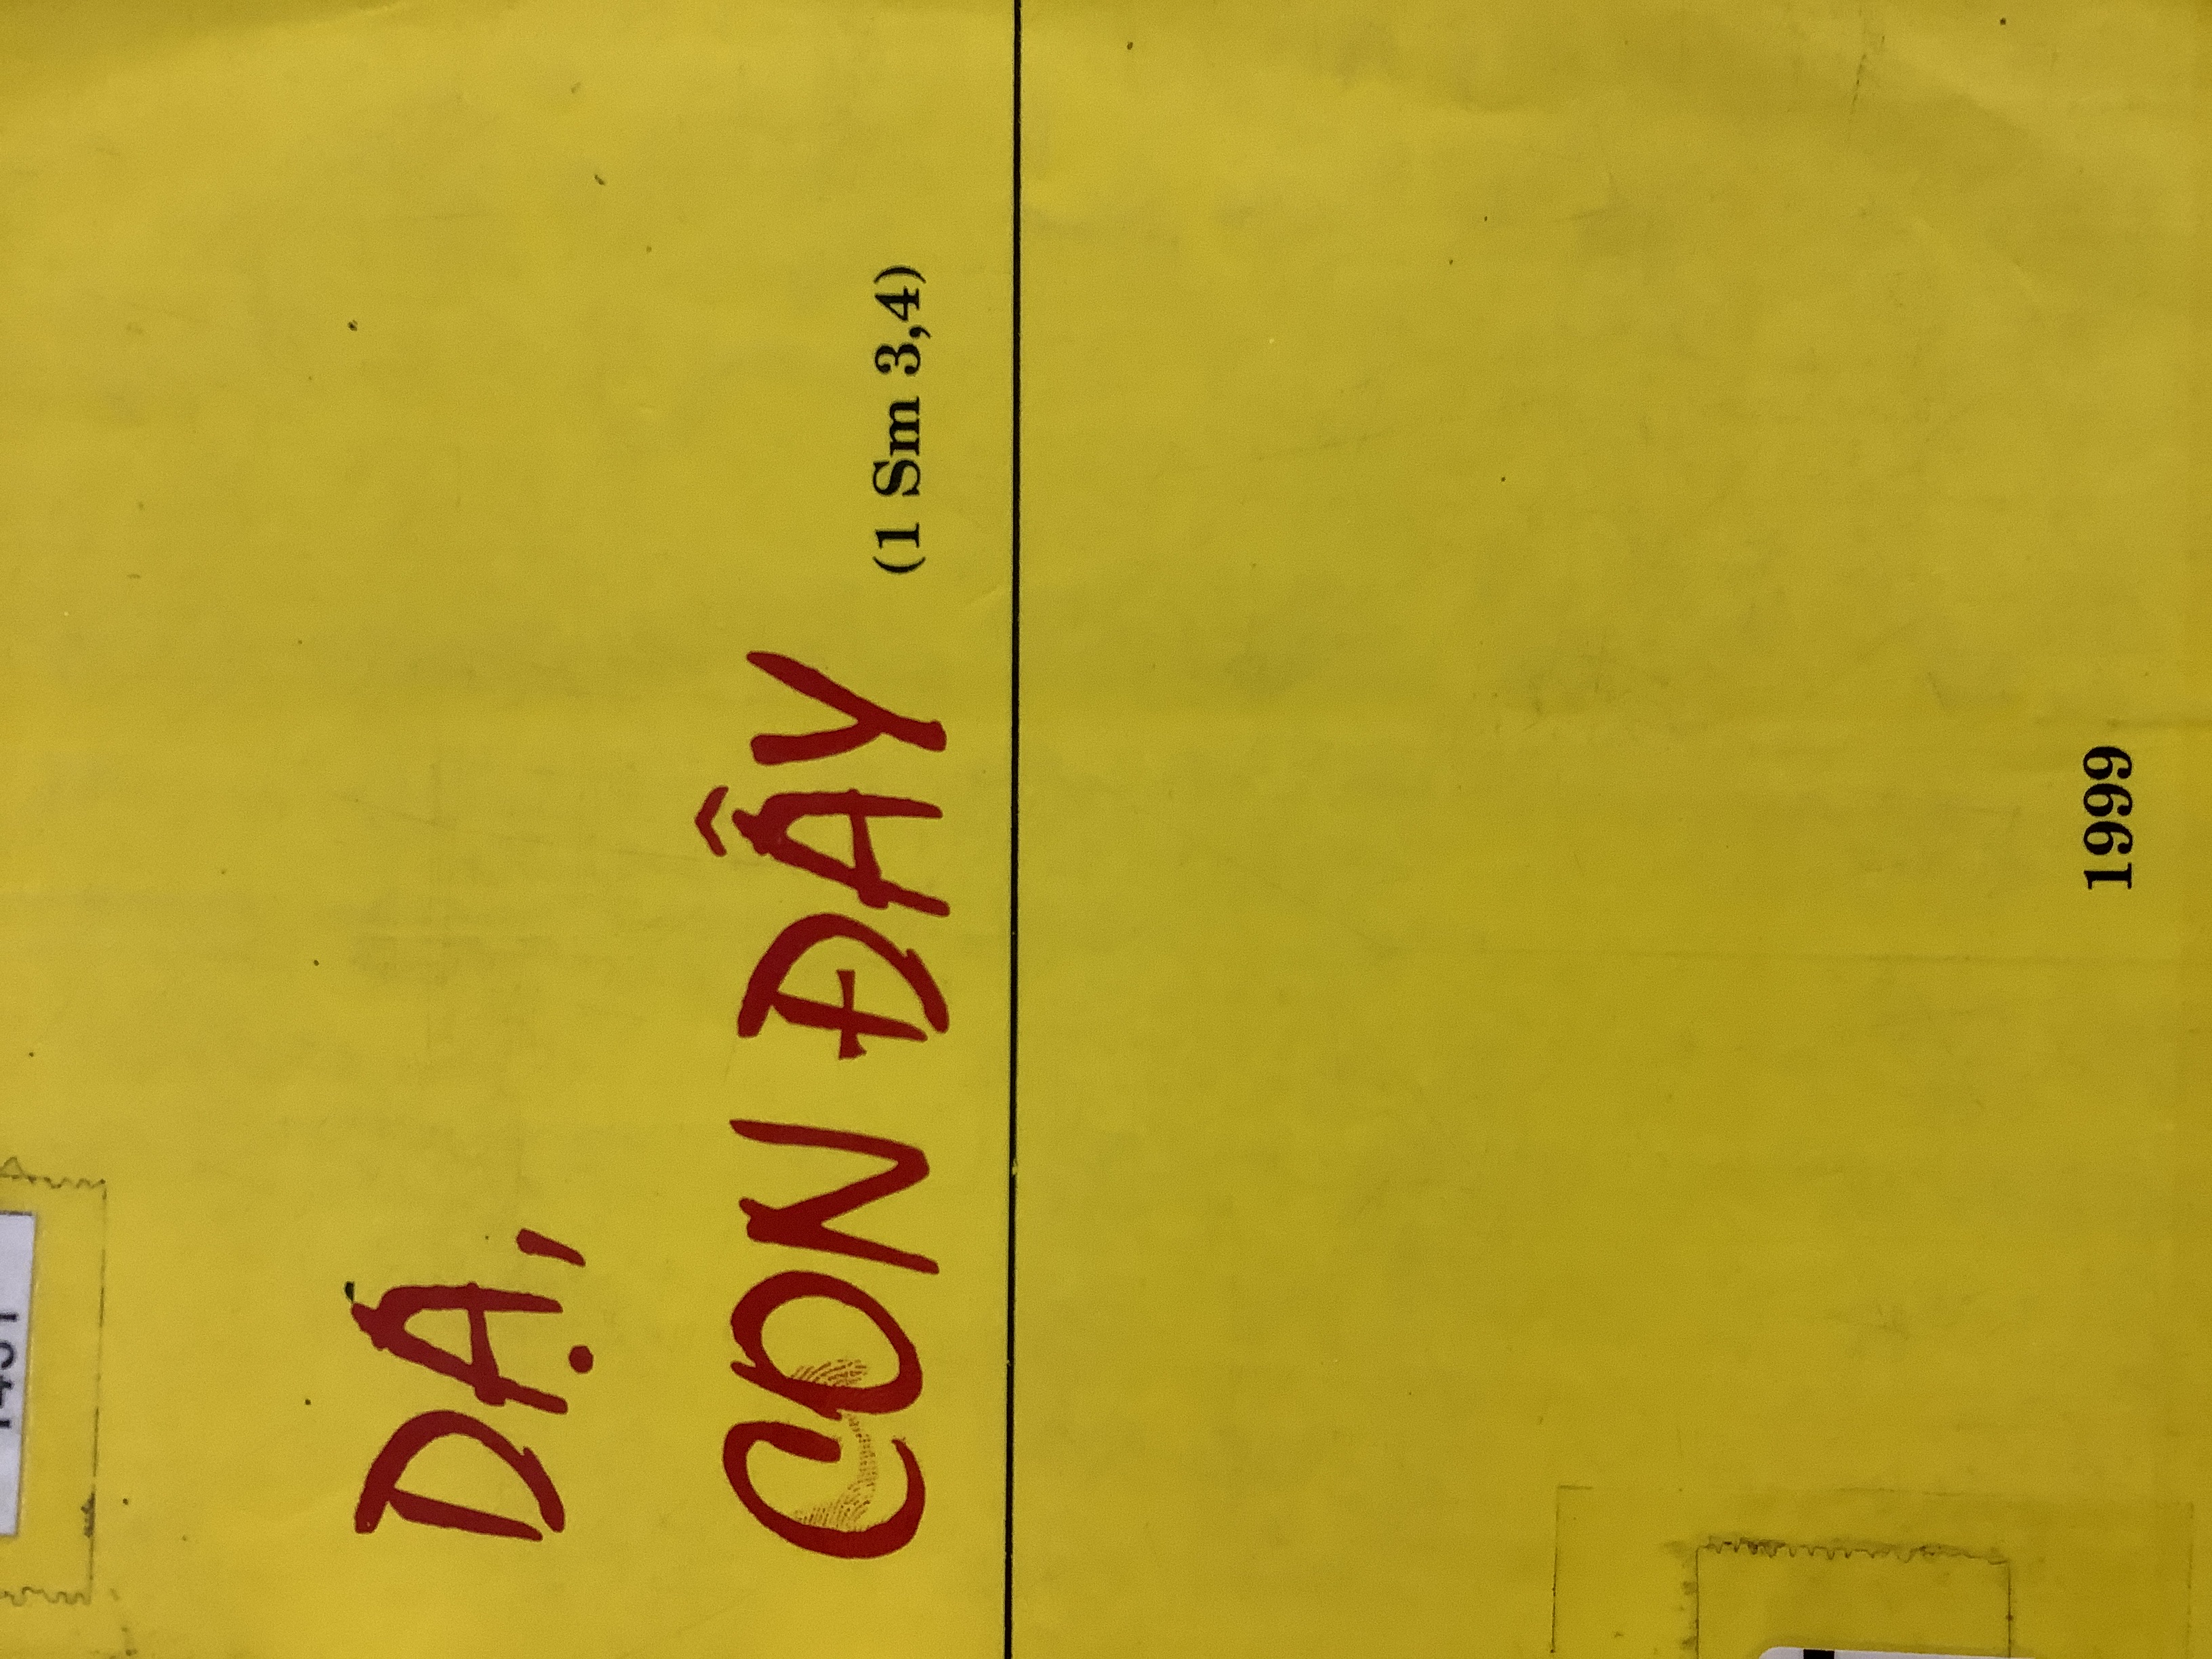 DẠ,
CON ĐÂY
(1 Sm 3,4)
1999